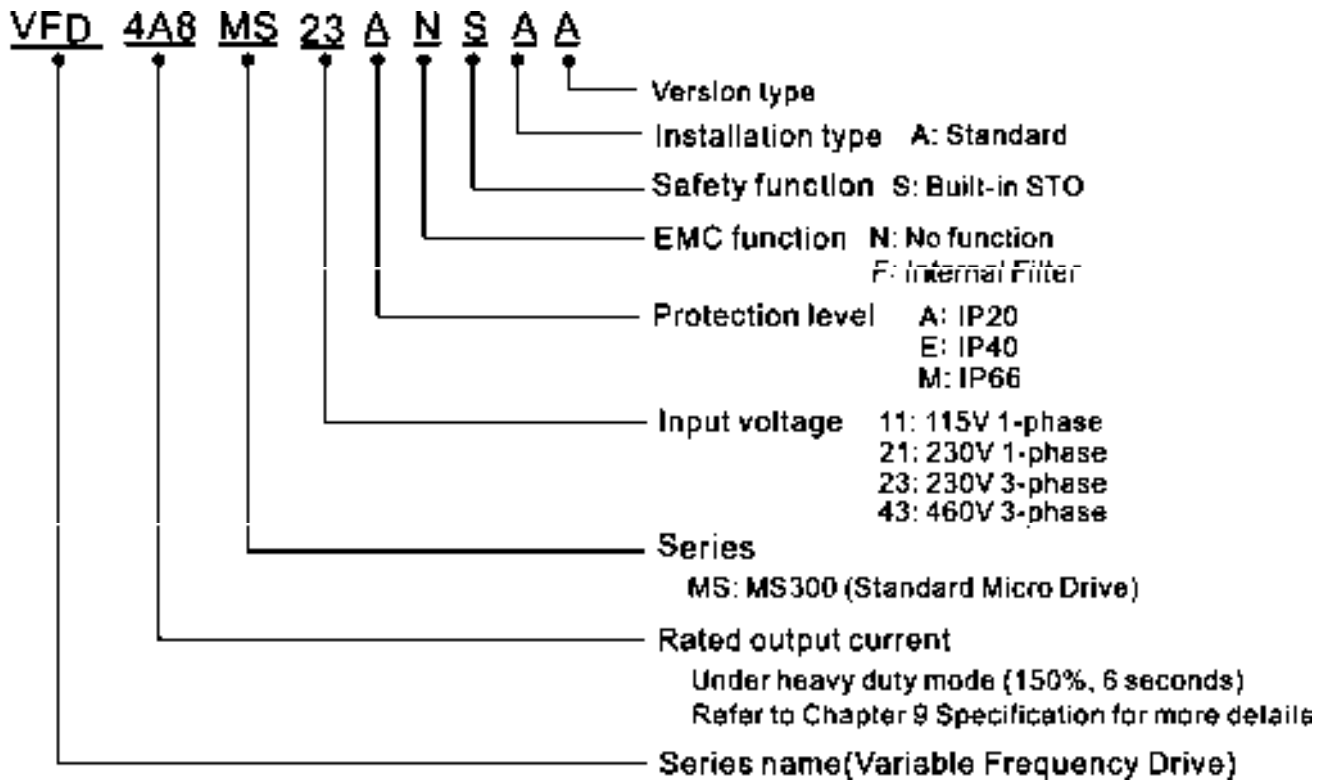 VFD 4A8 MS 23 A N S A A
Version type
Installation type A: Standard
Safety function S: Built-in STO
EMC function N: No function
F: Internal Filter
Protection level A: IP20
E: IP40
M: IP66
Input voltage 11: 115V 1-phase
21: 230V 1-phase
23: 230V 3-phase
43: 460V 3-phase
Series
MS: MS300 (Standard Micro Drive)
Rated output current
Under heavy duty mode (150%, 6 seconds)
Refer to Chapter 9 Specification for more details
Series name(Variable Frequency Drive)